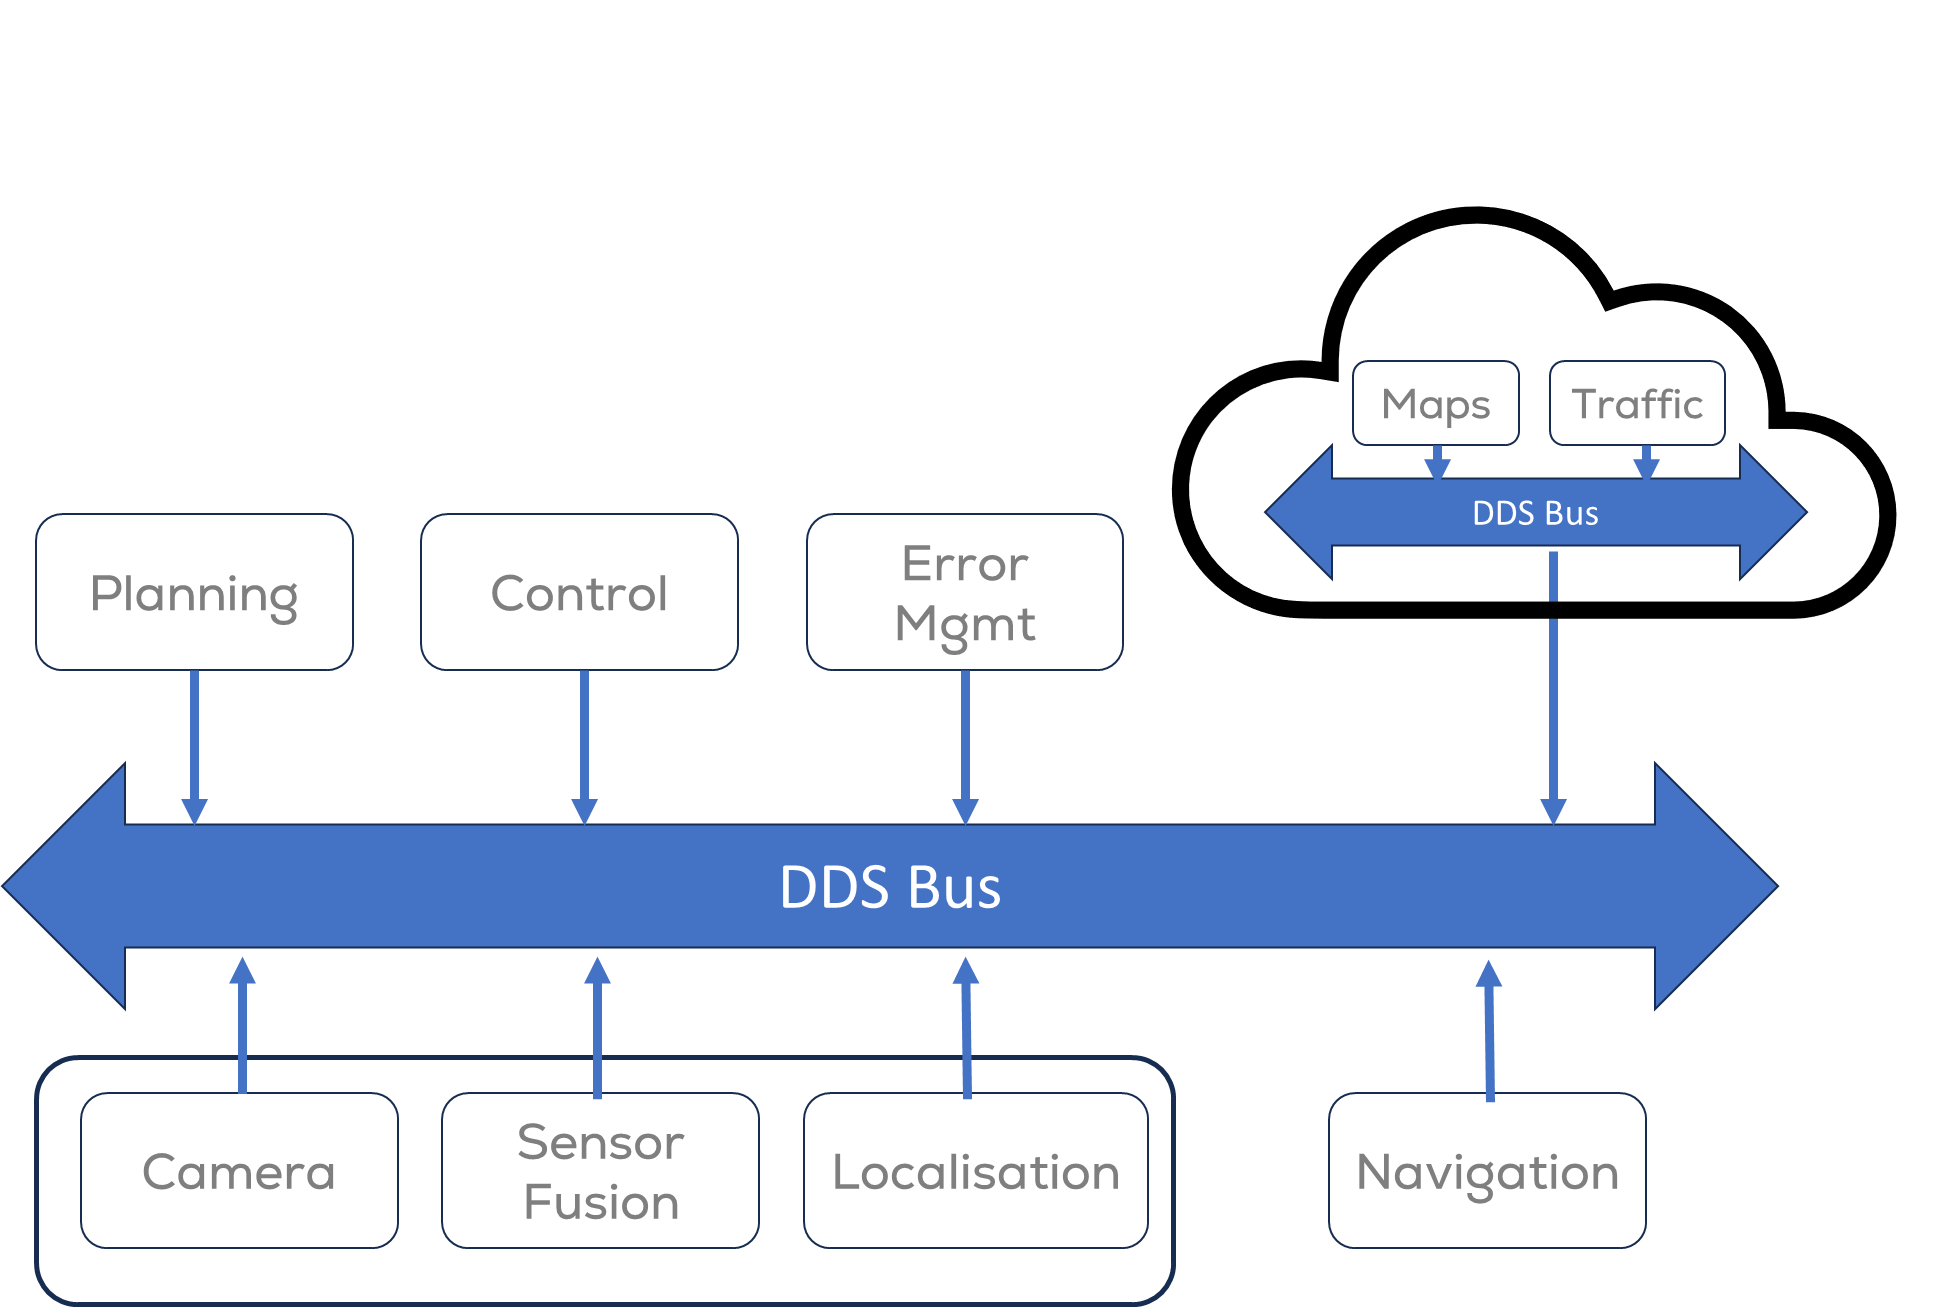 Maps
Traffic
DDS Bus
Planning
Control
Error
Mgmt
DDS Bus
Camera
Sensor
Fusion
Localisation
Navigation